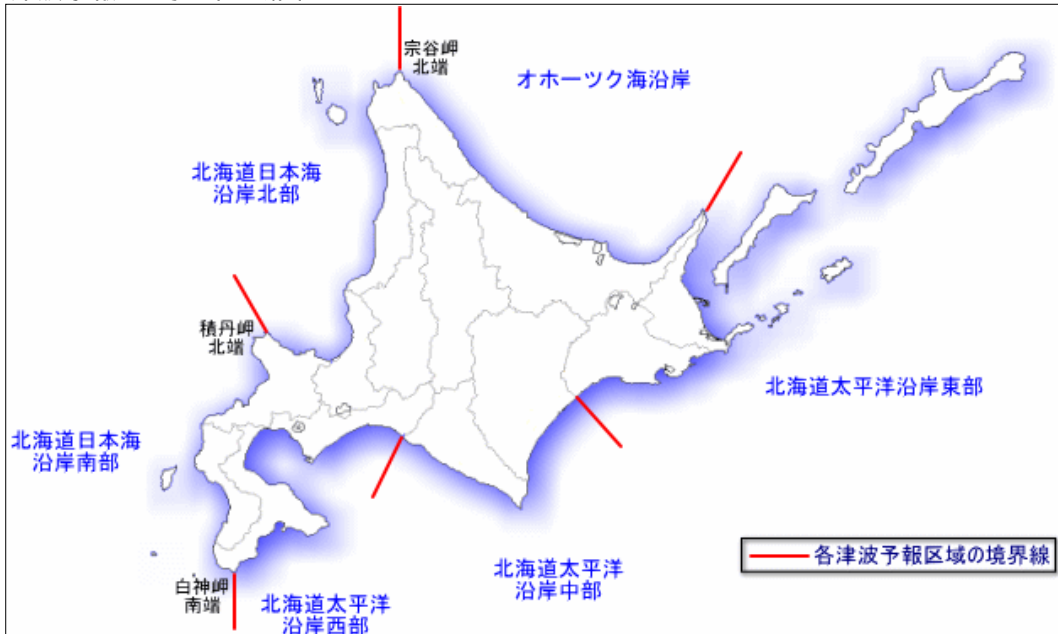 宗谷岬
北端
オホーツク海沿岸
北海道日本海
沿岸北部
積丹岬
北端
北海道太平洋沿岸東部
北海道日本海
沿岸南部
各津波予報区域の境界線
北海道太平洋
沿岸中部
白神岬
南端
北海道太平洋
沿岸西部